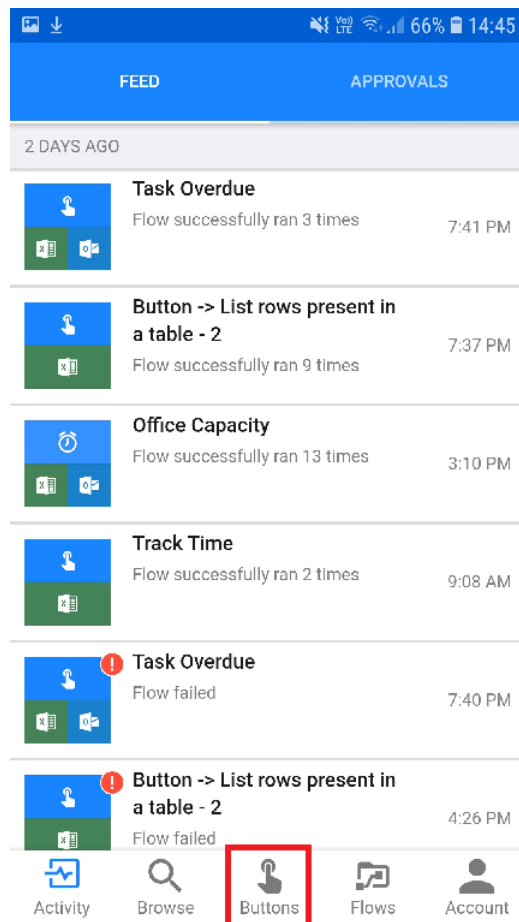 Vo))
LTE
66%
14:45
FEED
APPROVALS
2 DAYS AGO
Task Overdue
Flow successfully ran 3 times
7:41 PM
Button -> List rows present in
a table - 2
Flow successfully ran 9 times
7:37 PM
Office Capacity
Flow successfully ran 13 times
3:10 PM
Track Time
Flow successfully ran 2 times
9:08 AM
Task Overdue
Flow failed
7:40 PM
Button -> List rows present in
a table - 2
Flow failed
4:26 PM
Activity
Browse
Buttons
Flows
Account